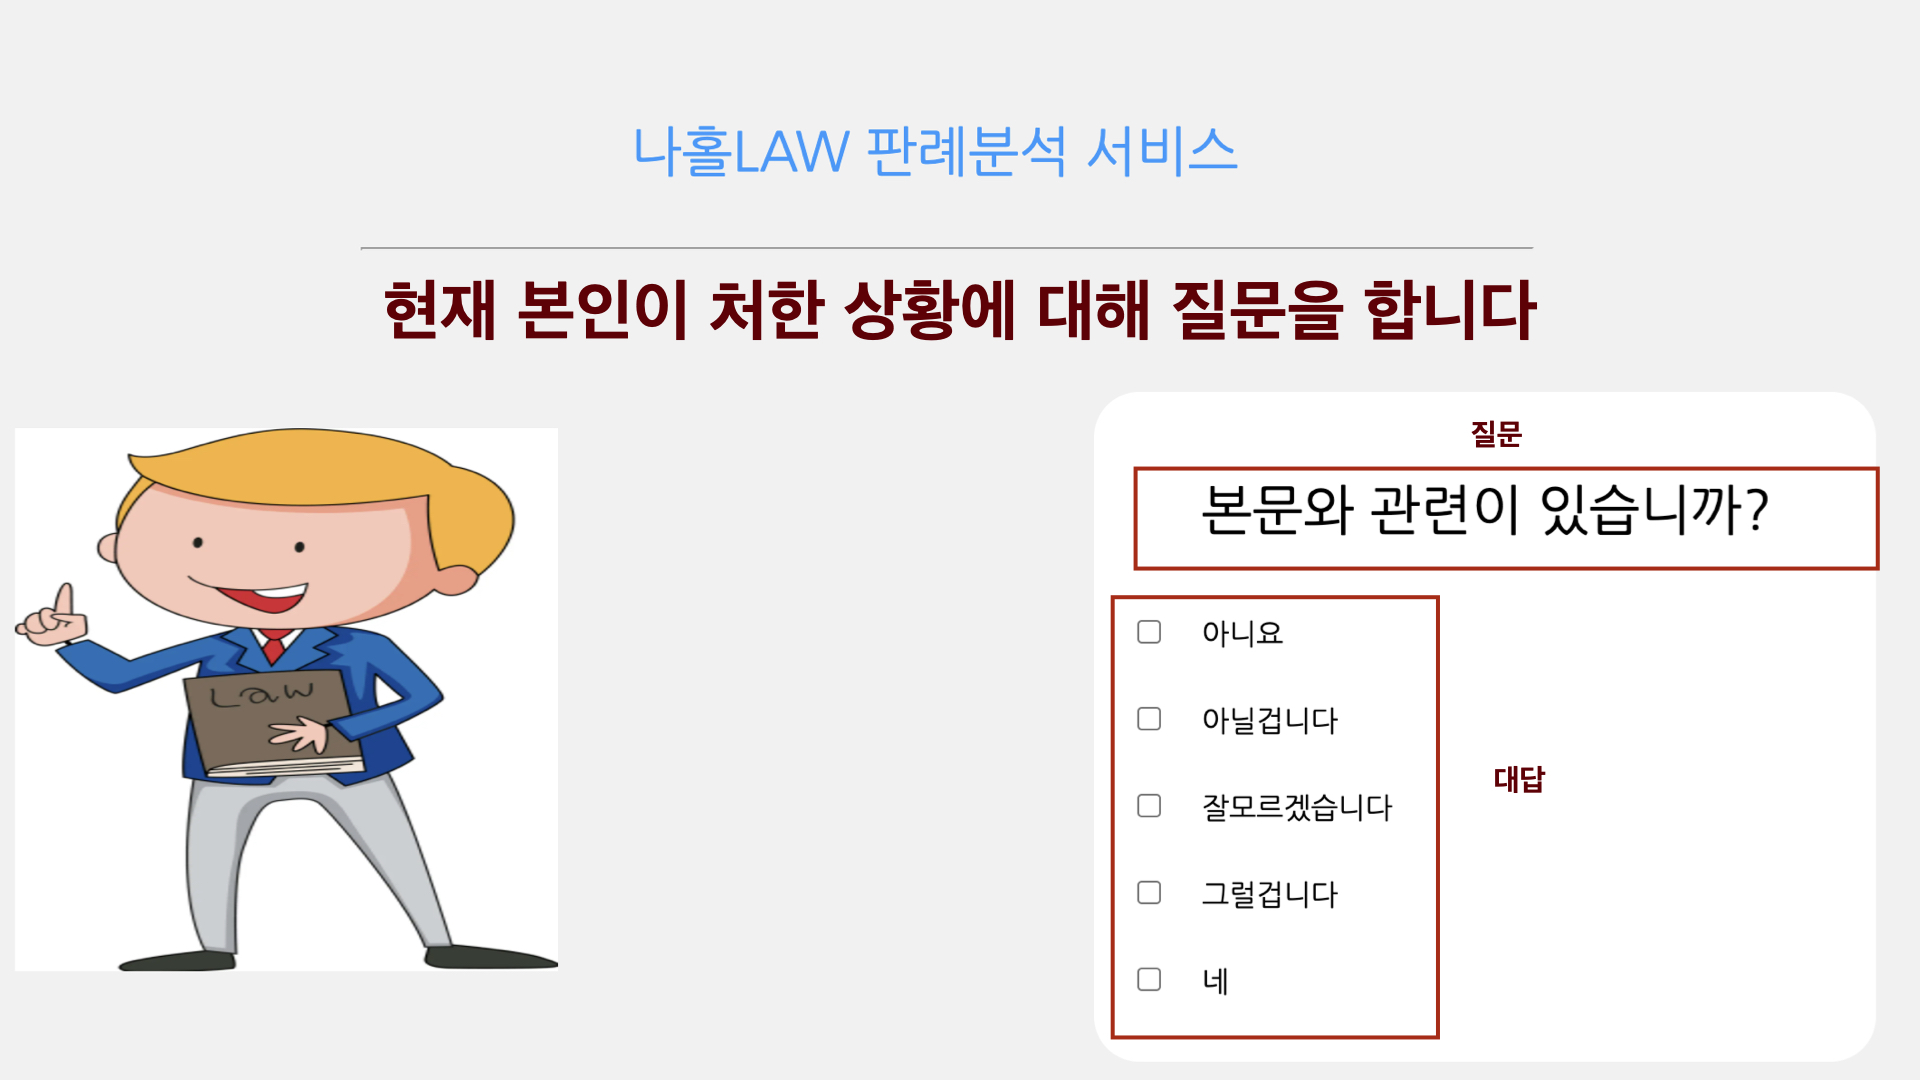 나홀LAW 판례분석 서비스
현재 본인이 처한 상황에 대해 질문을 합니다
질문
본문와 관련이 있습니까?
Law
아니요
아닐겁니다
잘모르겠습니다
그럴겁니다
네
대답